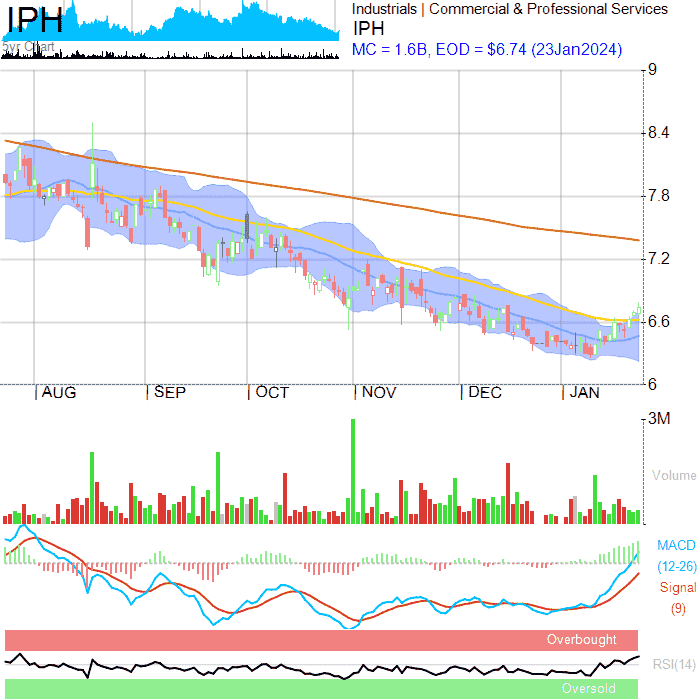 IPH
5yr Chart
Industrials | Commercial & Professional Services
IPH
MC = 1.6B, EOD = $6.74 (23Jan2024)
9
8.4
7.8
7.2
6.6
6
AUG SEP OCT NOV DEC JAN
3M
Volume
MACD
(12-26)
Signal
(9)
Overbought
RSI(14)
Oversold